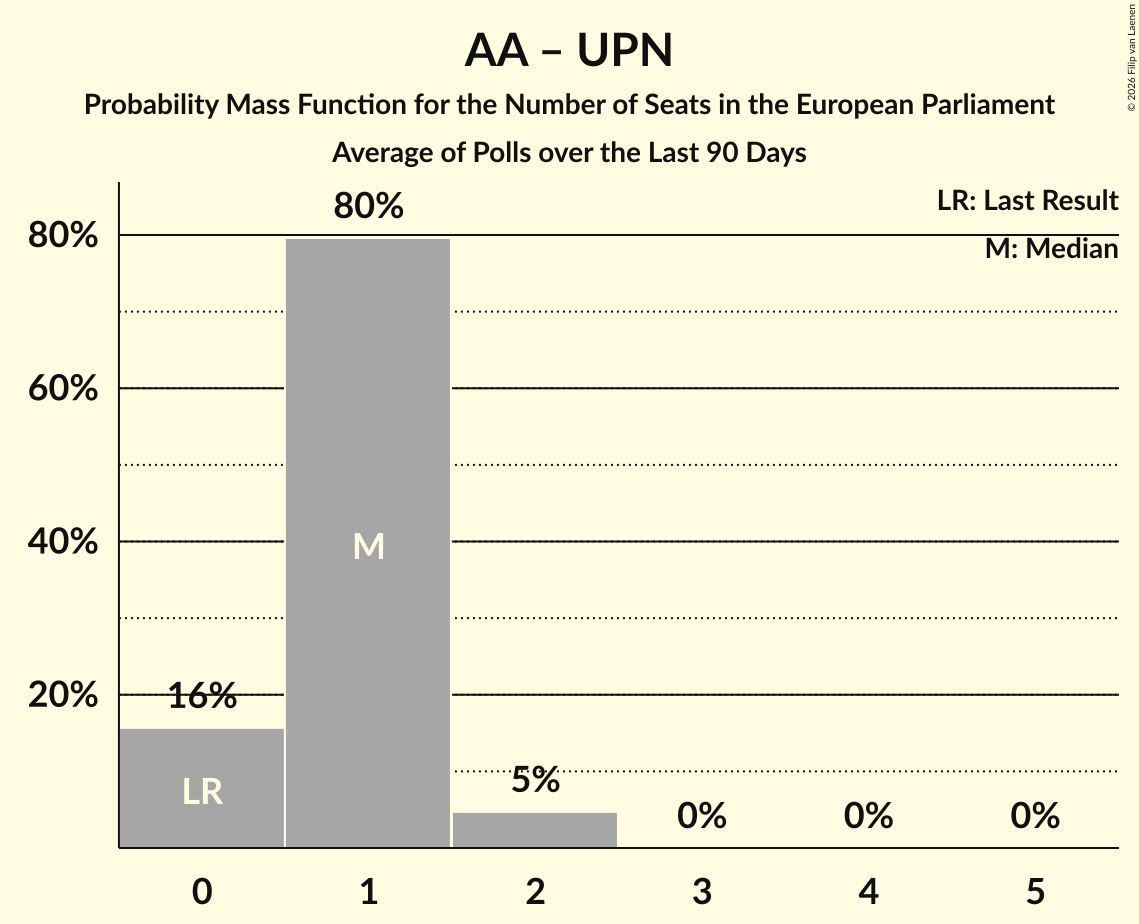 AA – UPN
Probability Mass Function for the Number of Seats in the European Parliament
Average of Polls over the Last 90 Days
© 2026 Filip van Laenen
LR: Last Result
M: Median
80%
60%
40%
20%
16%
80%
5%
0%
0%
0%
LR
M
0 1 2 3 4 5